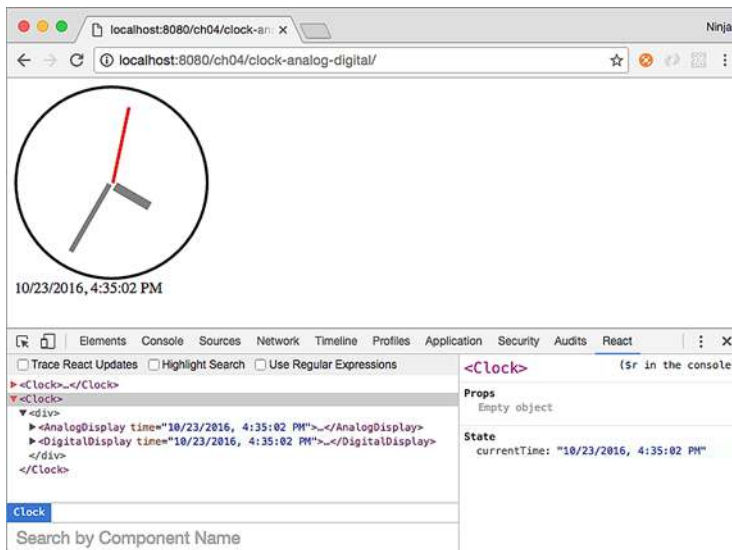 localhost:8080/ch04/clock-an
Ninja
localhost:8080/ch04/clock-analog-digital/
10/23/2016, 4:35:02 PM
Elements Console Sources Network Timeline Profiles Application Security Audits React
Trace React Updates Highlight Search Use Regular Expressions
<Clock>…</Clock>
<Clock>
<div>
<AnalogDisplay time="10/23/2016, 4:35:02 PM">…</AnalogDisplay>
<DigitalDisplay time="10/23/2016, 4:35:02 PM">…</DigitalDisplay>
</div>
</Clock>
Clock
Search by Component Name
<Clock> ($r in the console
Props
Empty object
State
currentTime: "10/23/2016, 4:35:02 PM"